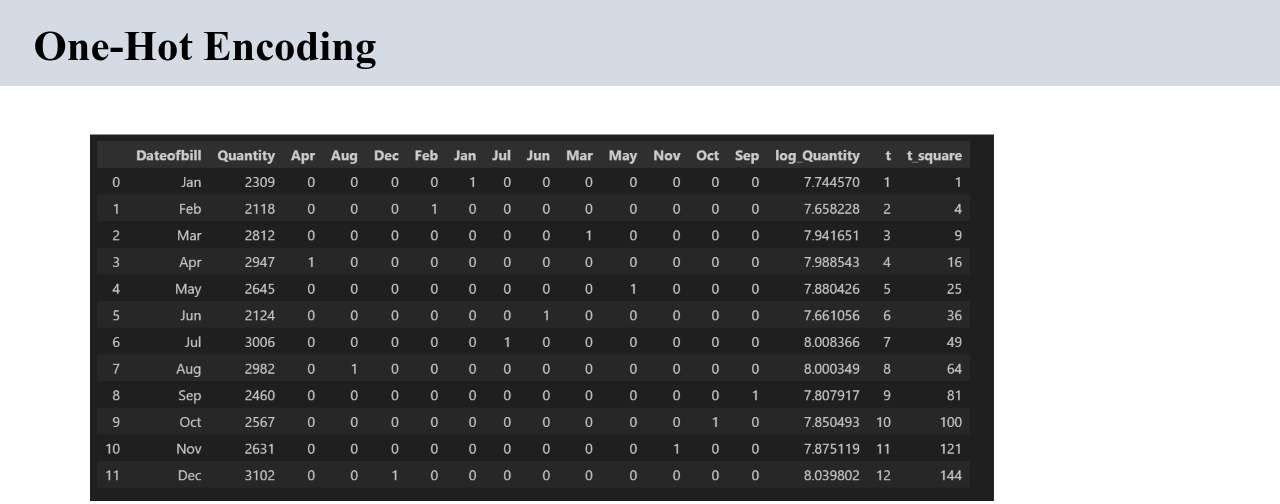 One-Hot Encoding
Dateofbill Quantity Apr Aug Dec Feb Jan Jul Jun Mar May Nov Oct Sep log_Quantity t t_square
0 Jan 2309 0 0 0 0 1 0 0 0 0 0 0 0 7.744570 1 1
1 Feb 2118 0 0 0 1 0 0 0 0 0 0 0 0 7.658228 2 4
2 Mar 2812 0 0 0 0 0 0 0 1 0 0 0 0 7.941651 3 9
3 Apr 2947 1 0 0 0 0 0 0 0 0 0 0 0 7.988543 4 16
4 May 2645 0 0 0 0 0 0 0 0 1 0 0 0 7.880426 5 25
5 Jun 2124 0 0 0 0 0 0 1 0 0 0 0 0 7.661056 6 36
6 Jul 3006 0 0 0 0 0 1 0 0 0 0 0 0 8.008366 7 49
7 Aug 2982 0 1 0 0 0 0 0 0 0 0 0 0 8.000349 8 64
8 Sep 2460 0 0 0 0 0 0 0 0 0 0 0 1 7.807917 9 81
9 Oct 2567 0 0 0 0 0 0 0 0 0 0 1 0 7.850493 10 100
10 Nov 2631 0 0 0 0 0 0 0 0 0 1 0 0 7.875119 11 121
11 Dec 3102 0 0 1 0 0 0 0 0 0 0 0 0 8.039802 12 144